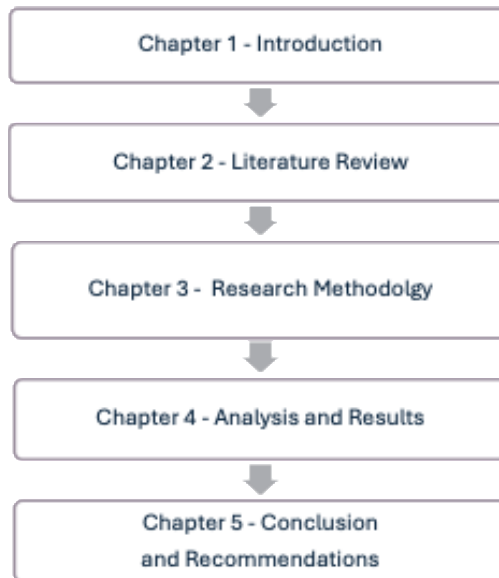 Chapter 1 - Introduction
Chapter 2 - Literature Review
Chapter 3 - Research Methodolgy
Chapter 4 - Analysis and Results
Chapter 5 - Conclusion
and Recommendations